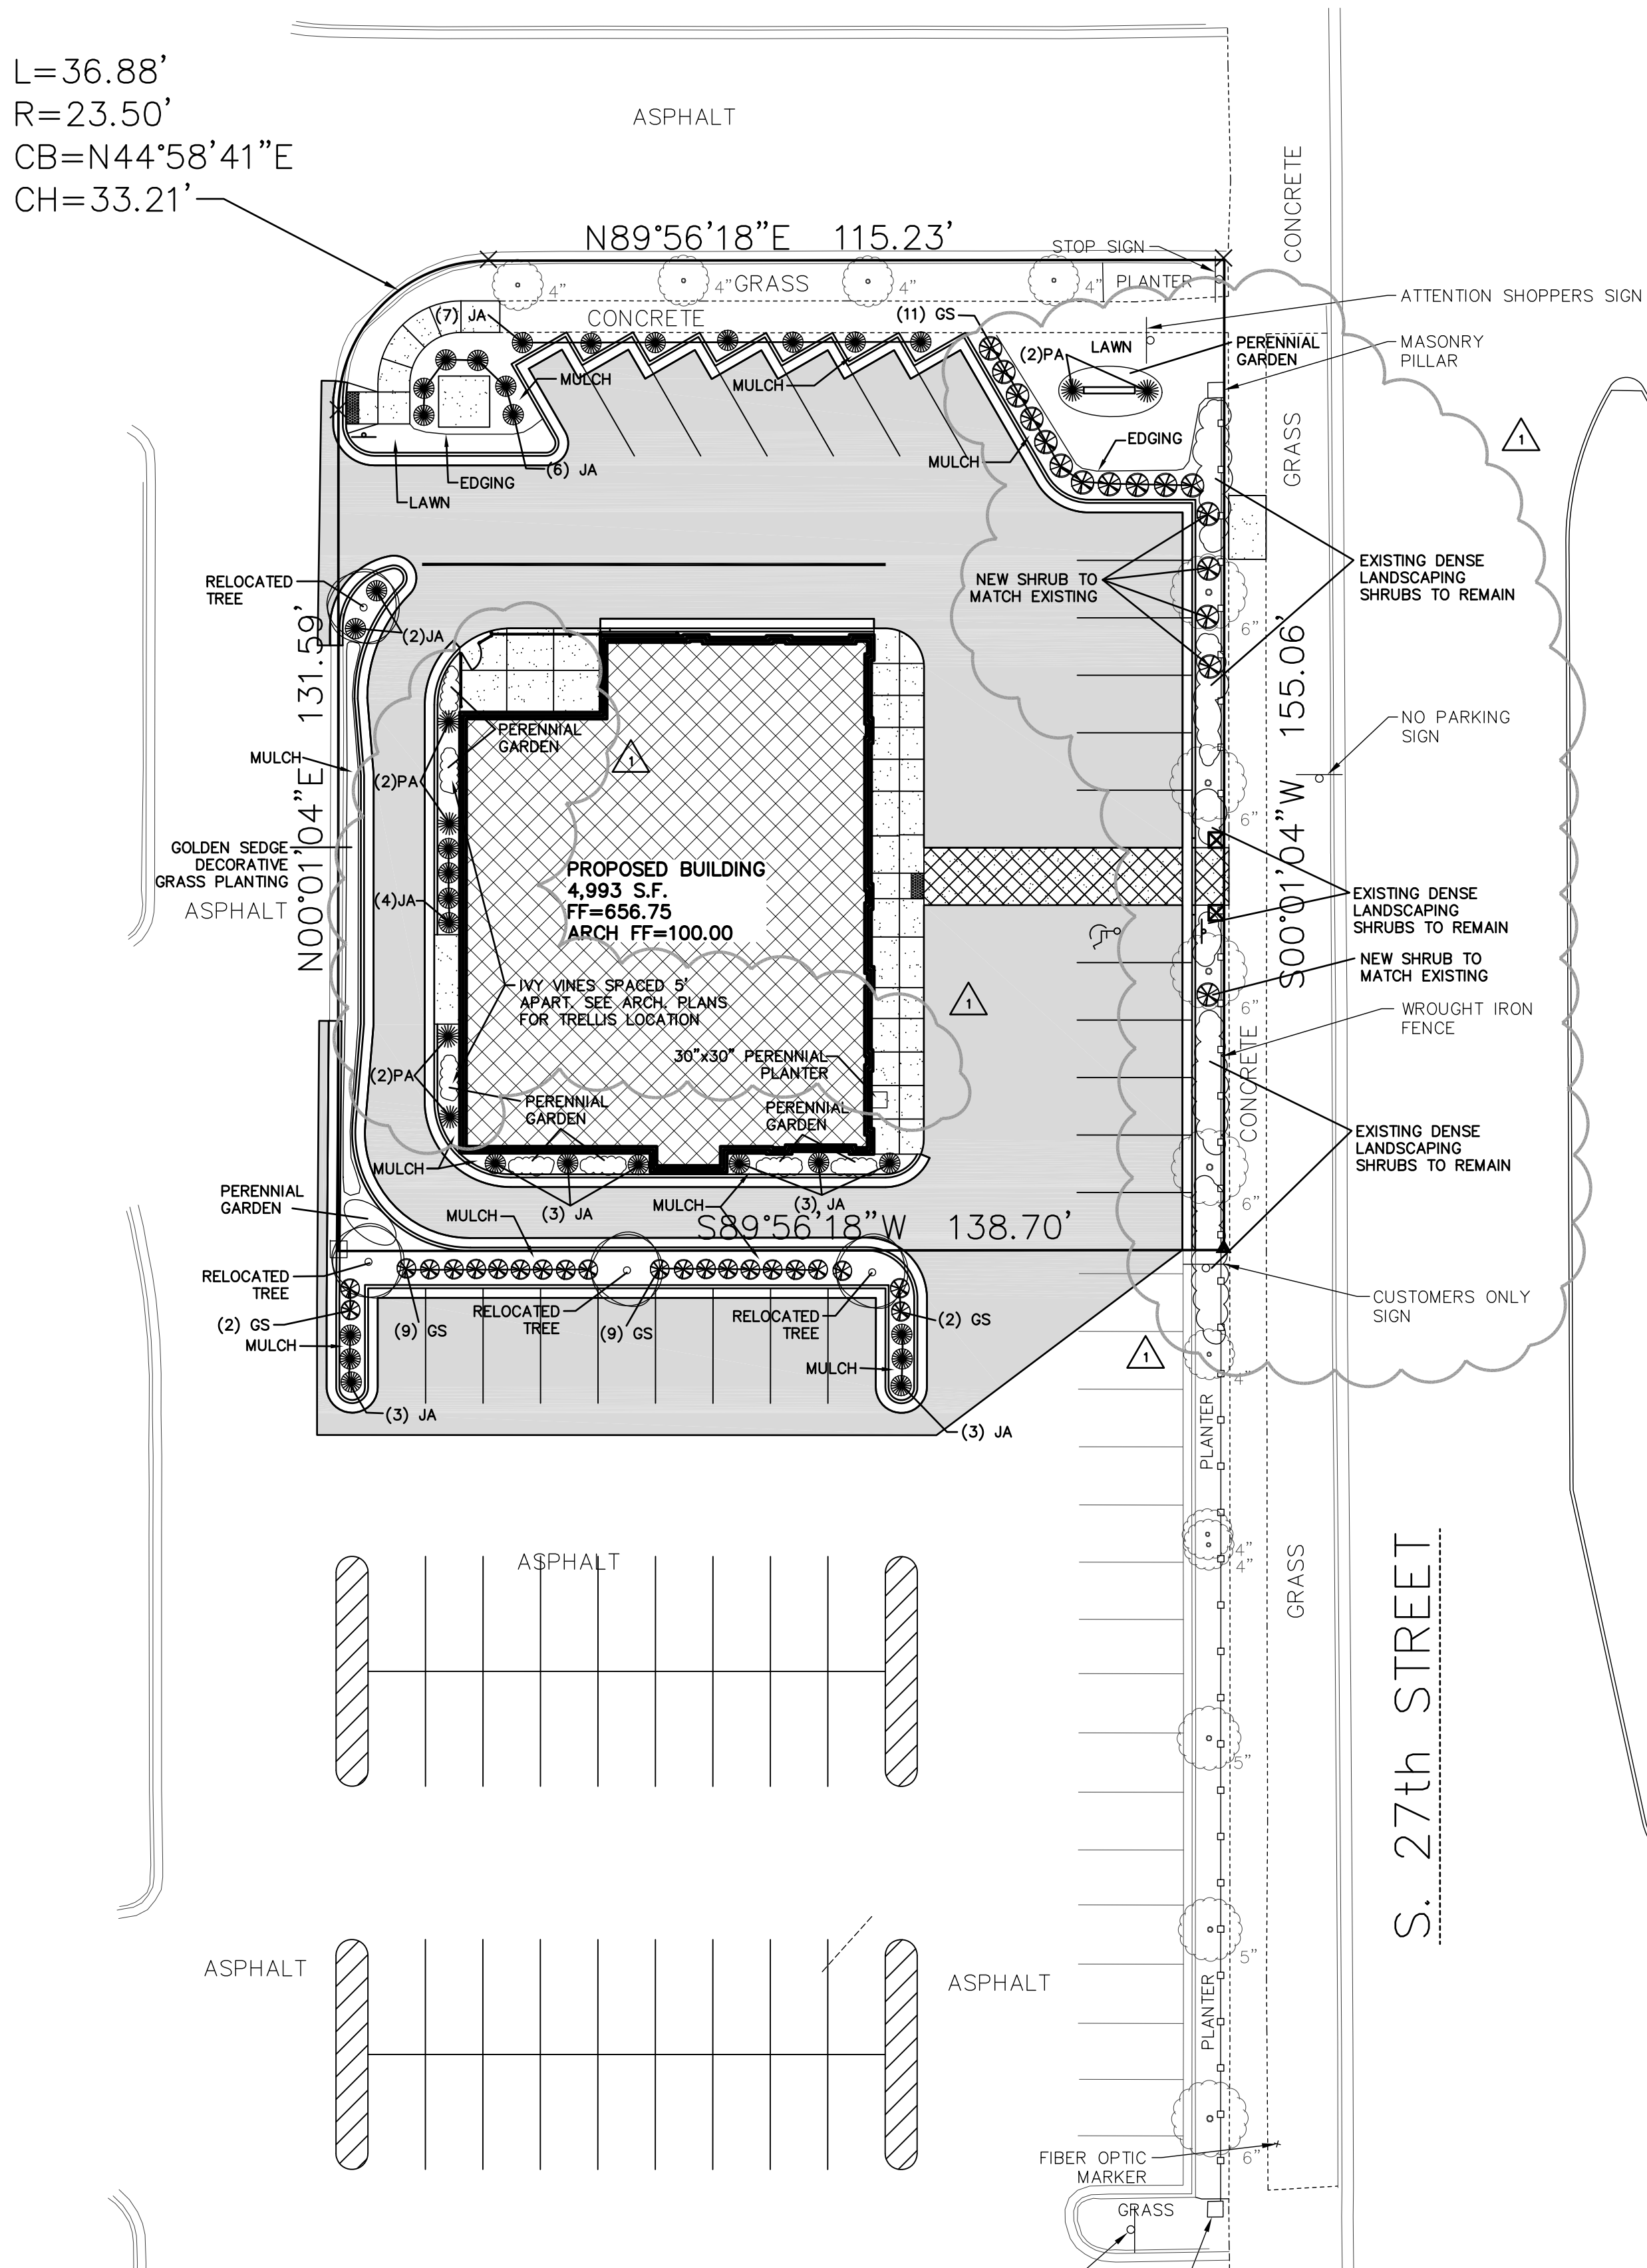 L=36.88'
R=23.50'
CB=N44°58'41"E
CH=33.21'
ASPHALT
CONCRETE
N89°56'18"E 115.23'
STOP SIGN
4"
4"
GRASS
4"
4"
PLANTER
ATTENTION SHOPPERS SIGN
(7) JA
CONCRETE
(11) GS
LAWN
(2)PA
PERENNIAL
GARDEN
MASONRY
PILLAR
MULCH
MULCH
GRASS
1
EDGING
MULCH
(6) JA
EDGING
LAWN
RELOCATED
TREE
NEW SHRUB TO
MATCH EXISTING
EXISTING DENSE
LANDSCAPING
SHRUBS TO REMAIN
6"
(2)JA
N00°01'04"E 131.59'
S00°01'04"W 155.06'
NO PARKING
SIGN
PERENNIAL
GARDEN
1
MULCH
(2)PA
6"
GOLDEN SEDGE
DECORATIVE
GRASS PLANTING
ASPHALT
PROPOSED BUILDING
4,993 S.F.
FF=656.75
ARCH FF=100.00
(4)JA
EXISTING DENSE
LANDSCAPING
SHRUBS TO REMAIN
NEW SHRUB TO
MATCH EXISTING
IVY VINES SPACED 5'
APART. SEE ARCH. PLANS
FOR TRELLIS LOCATION
1
6"
WROUGHT IRON
FENCE
CONCRETE
30"x30" PERENNIAL
PLANTER
(2)PA
PERENNIAL
GARDEN
PERENNIAL
GARDEN
EXISTING DENSE
LANDSCAPING
SHRUBS TO REMAIN
MULCH
PERENNIAL
GARDEN
MULCH
(3) JA
MULCH
(3) JA
6"
S89°56'18"W 138.70'
RELOCATED
TREE
(2) GS
MULCH
(9) GS
RELOCATED
TREE
(9) GS
RELOCATED
TREE
(2) GS
MULCH
CUSTOMERS ONLY
SIGN
1
4"
(3) JA
(3) JA
PLANTER
ASPHALT
4"
4"
GRASS
S. 27th STREET
5"
5"
ASPHALT
ASPHALT
PLANTER
FIBER OPTIC
MARKER
6"
GRASS